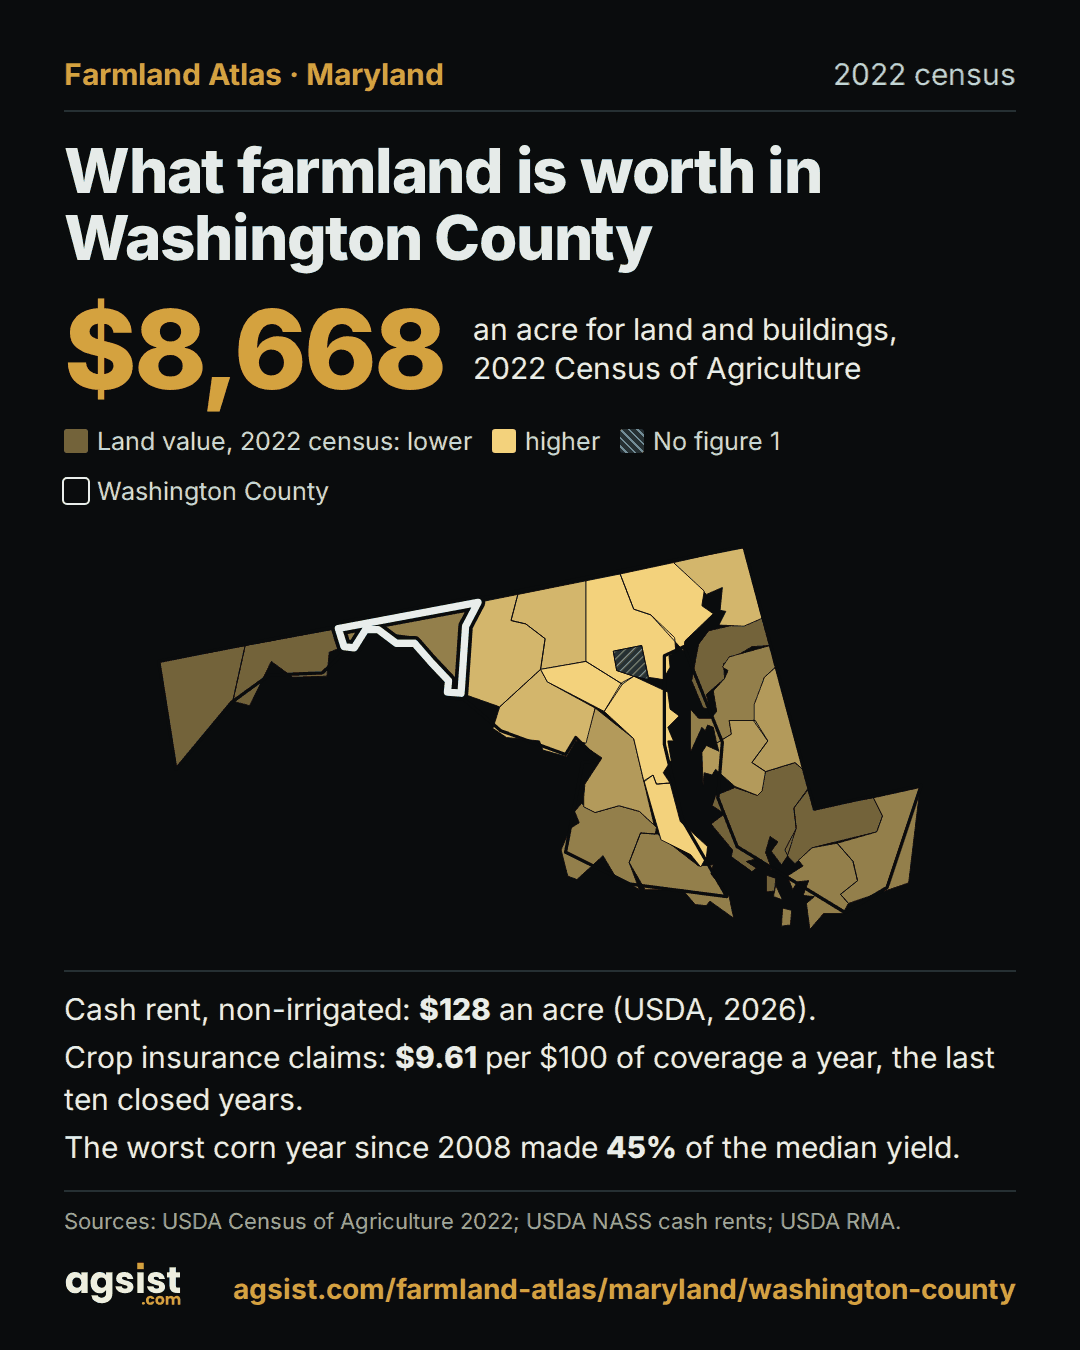 Farmland Atlas · Maryland
2022 census
What farmland is worth in
Washington County
$8,668
an acre for land and buildings,
2022 Census of Agriculture
Land value, 2022 census: lower
higher
No figure 1
Washington County
Cash rent, non-irrigated: $128 an acre (USDA, 2026).
Crop insurance claims: $9.61 per $100 of coverage a year, the last
ten closed years.
The worst corn year since 2008 made 45% of the median yield.
Sources: USDA Census of Agriculture 2022; USDA NASS cash rents; USDA RMA.
agsist
.com
agsist.com/farmland-atlas/maryland/washington-county